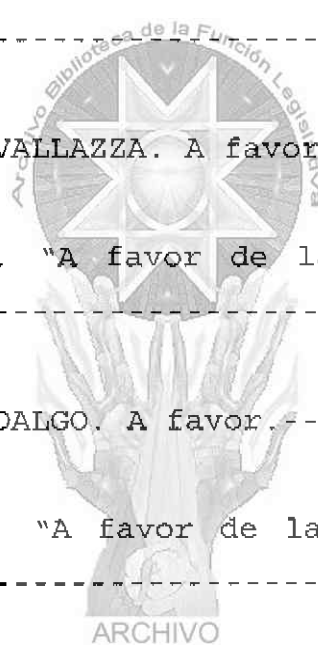 Archivo Biblioteca de la Función Legislativa
VALLAZZA. A favor
"A favor de la
DALGO. A favor.--
"A favor de la
ARCHIVO